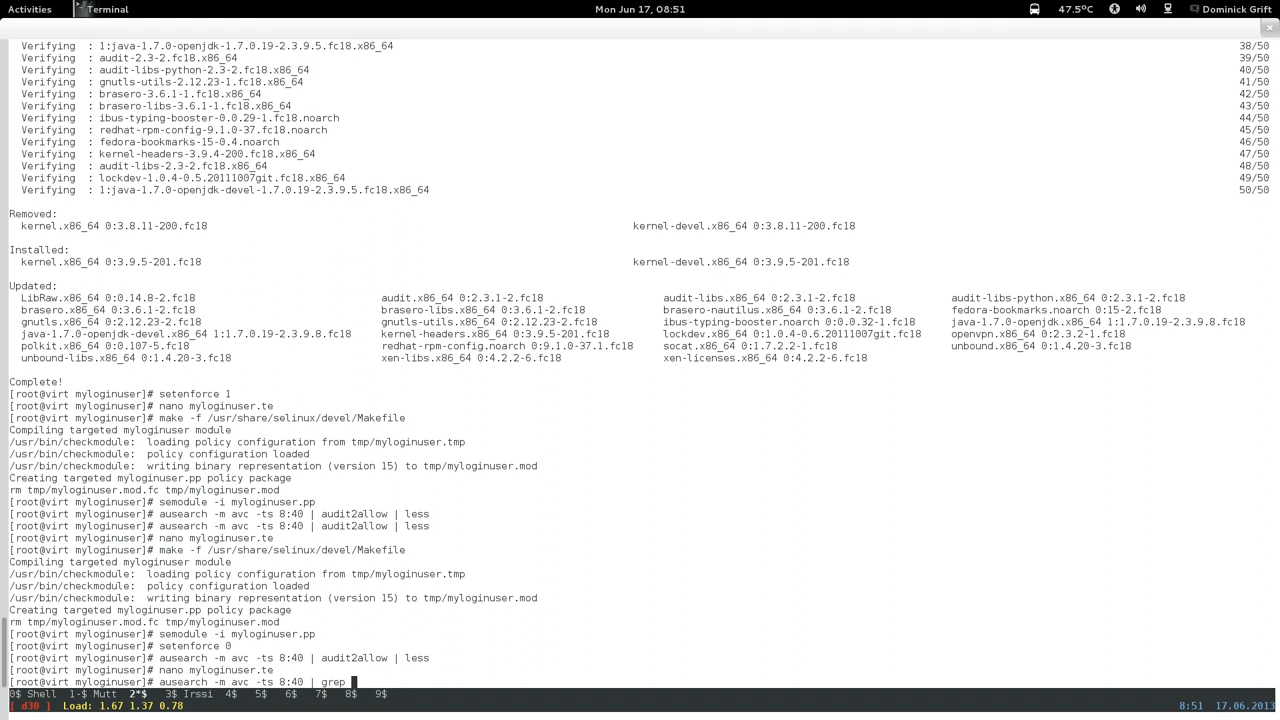 Activities Terminal Mon Jun 17, 08:51 47.5°C Dominick Grift
Verifying : 1:java-1.7.0-openjdk-1.7.0.19-2.3.9.5.fc18.x86_64 38/50
Verifying : audit-2.3-2.fc18.x86_64 39/50
Verifying : audit-libs-python-2.3-2.fc18.x86_64 40/50
Verifying : gnutls-utils-2.12.23-1.fc18.x86_64 41/50
Verifying : brasero-3.6.1-1.fc18.x86_64 42/50
Verifying : brasero-libs-3.6.1-1.fc18.x86_64 43/50
Verifying : ibus-typing-booster-0.0.29-1.fc18.noarch 44/50
Verifying : redhat-rpm-config-9.1.0-37.fc18.noarch 45/50
Verifying : fedora-bookmarks-15-0.4.noarch 46/50
Verifying : kernel-headers-3.9.4-200.fc18.x86_64 47/50
Verifying : audit-libs-2.3-2.fc18.x86_64 48/50
Verifying : lockdev-1.0.4-0.5.20111007git.fc18.x86_64 49/50
Verifying : 1:java-1.7.0-openjdk-devel-1.7.0.19-2.3.9.5.fc18.x86_64 50/50
Removed:
kernel.x86_64 0:3.8.11-200.fc18 kernel-devel.x86_64 0:3.8.11-200.fc18
Installed:
kernel.x86_64 0:3.9.5-201.fc18 kernel-devel.x86_64 0:3.9.5-201.fc18
Updated:
LibRaw.x86_64 0:0.14.8-2.fc18 audit.x86_64 0:2.3.1-2.fc18 audit-libs.x86_64 0:2.3.1-2.fc18 audit-libs-python.x86_64 0:2.3.1-2.fc18
brasero.x86_64 0:3.6.1-2.fc18 brasero-libs.x86_64 0:3.6.1-2.fc18 brasero-nautilus.x86_64 0:3.6.1-2.fc18 fedora-bookmarks.noarch 0:15-2.fc18
gnutls.x86_64 0:2.12.23-2.fc18 gnutls-utils.x86_64 0:2.12.23-2.fc18 ibus-typing-booster.noarch 0:0.0.32-1.fc18 java-1.7.0-openjdk.x86_64 1:1.7.0.19-2.3.9.8.fc18
java-1.7.0-openjdk-devel.x86_64 1:1.7.0.19-2.3.9.8.fc18 kernel-headers.x86_64 0:3.9.5-201.fc18 lockdev.x86_64 0:1.0.4-0.6.20111007git.fc18 openvpn.x86_64 0:2.3.2-1.fc18
polkit.x86_64 0:0.107-5.fc18 redhat-rpm-config.noarch 0:9.1.0-37.1.fc18 socat.x86_64 0:1.7.2.2-1.fc18 unbound.x86_64 0:1.4.20-3.fc18
unbound-libs.x86_64 0:1.4.20-3.fc18 xen-libs.x86_64 0:4.2.2-6.fc18 xen-licenses.x86_64 0:4.2.2-6.fc18
Complete!
[root@virt myloginuser]# setenforce 1
[root@virt myloginuser]# nano myloginuser.te
[root@virt myloginuser]# make -f /usr/share/selinux/devel/Makefile
Compiling targeted myloginuser module
/usr/bin/checkmodule: loading policy configuration from tmp/myloginuser.tmp
/usr/bin/checkmodule: policy configuration loaded
/usr/bin/checkmodule: writing binary representation (version 15) to tmp/myloginuser.mod
Creating targeted myloginuser.pp policy package
rm tmp/myloginuser.mod.fc tmp/myloginuser.mod
[root@virt myloginuser]# semodule -i myloginuser.pp
[root@virt myloginuser]# ausearch -m avc -ts 8:40 | audit2allow | less
[root@virt myloginuser]# ausearch -m avc -ts 8:40 | audit2allow | less
[root@virt myloginuser]# nano myloginuser.te
[root@virt myloginuser]# make -f /usr/share/selinux/devel/Makefile
Compiling targeted myloginuser module
/usr/bin/checkmodule: loading policy configuration from tmp/myloginuser.tmp
/usr/bin/checkmodule: policy configuration loaded
/usr/bin/checkmodule: writing binary representation (version 15) to tmp/myloginuser.mod
Creating targeted myloginuser.pp policy package
rm tmp/myloginuser.mod.fc tmp/myloginuser.mod
[root@virt myloginuser]# semodule -i myloginuser.pp
[root@virt myloginuser]# setenforce 0
[root@virt myloginuser]# ausearch -m avc -ts 8:40 | audit2allow | less
[root@virt myloginuser]# nano myloginuser.te
[root@virt myloginuser]# ausearch -m avc -ts 8:40 | grep
0$ Shell 1-$ Mutt 2*$ 3$ Irssi 4$ 5$ 6$ 7$ 8$ 9$
[ d30 ] Load: 1.67 1.37 0.78 8:51 17.06.2013